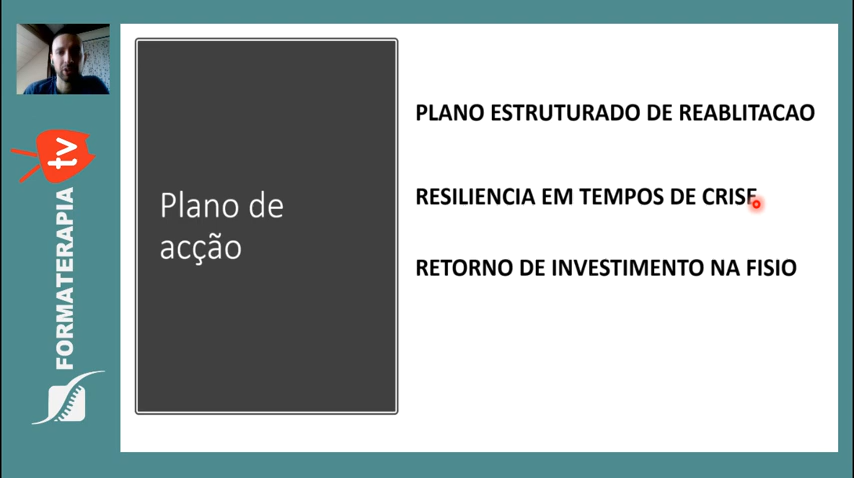 tv
FORMATERAPIA
Plano de
acção
PLANO ESTRUTURADO DE REABLITACAO
RESILIENCIA EM TEMPOS DE CRISE
RETORNO DE INVESTIMENTO NA FISIO